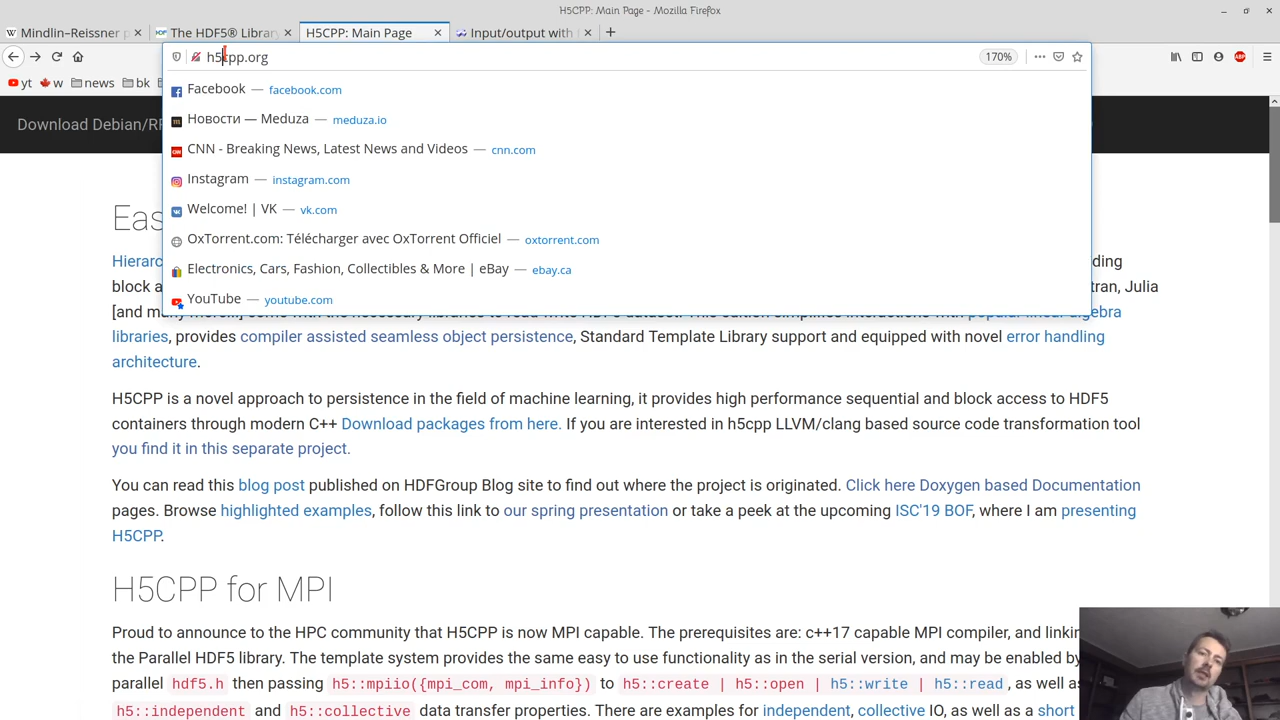 H5CPP: Main Page - Mozilla Firefox
Mindlin–Reissner p
The HDF5® Library
H5CPP: Main Page
Input/output with
h5cpp.org
170%
yt
w
news
bk
Facebook — facebook.com
Новости — Meduza — meduza.io
CNN - Breaking News, Latest News and Videos — cnn.com
Instagram — instagram.com
Welcome! | VK — vk.com
OxTorrent.com: Télécharger avec OxTorrent Officiel — oxtorrent.com
Electronics, Cars, Fashion, Collectibles & More | eBay — ebay.ca
YouTube — youtube.com
Download Debian/RP
Eas
Hierarc
ding
block a
tran, Julia
libraries, provides compiler assisted seamless object persistence, Standard Template Library support and equipped with novel error handling
architecture.
H5CPP is a novel approach to persistence in the field of machine learning, it provides high performance sequential and block access to HDF5
containers through modern C++ Download packages from here. If you are interested in h5cpp LLVM/clang based source code transformation tool
you find it in this separate project.
You can read this blog post published on HDFGroup Blog site to find out where the project is originated. Click here Doxygen based Documentation
pages. Browse highlighted examples, follow this link to our spring presentation or take a peek at the upcoming ISC'19 BOF, where I am presenting
H5CPP.
H5CPP for MPI
Proud to announce to the HPC community that H5CPP is now MPI capable. The prerequisites are: c++17 capable MPI compiler, and linkin
the Parallel HDF5 library. The template system provides the same easy to use functionality as in the serial version, and may be enabled by
parallel hdf5.h then passing h5::mpiio({mpi_com, mpi_info}) to h5::create | h5::open | h5::write | h5::read , as well as
h5::independent and h5::collective data transfer properties. There are examples for independent, collective IO, as well as a short